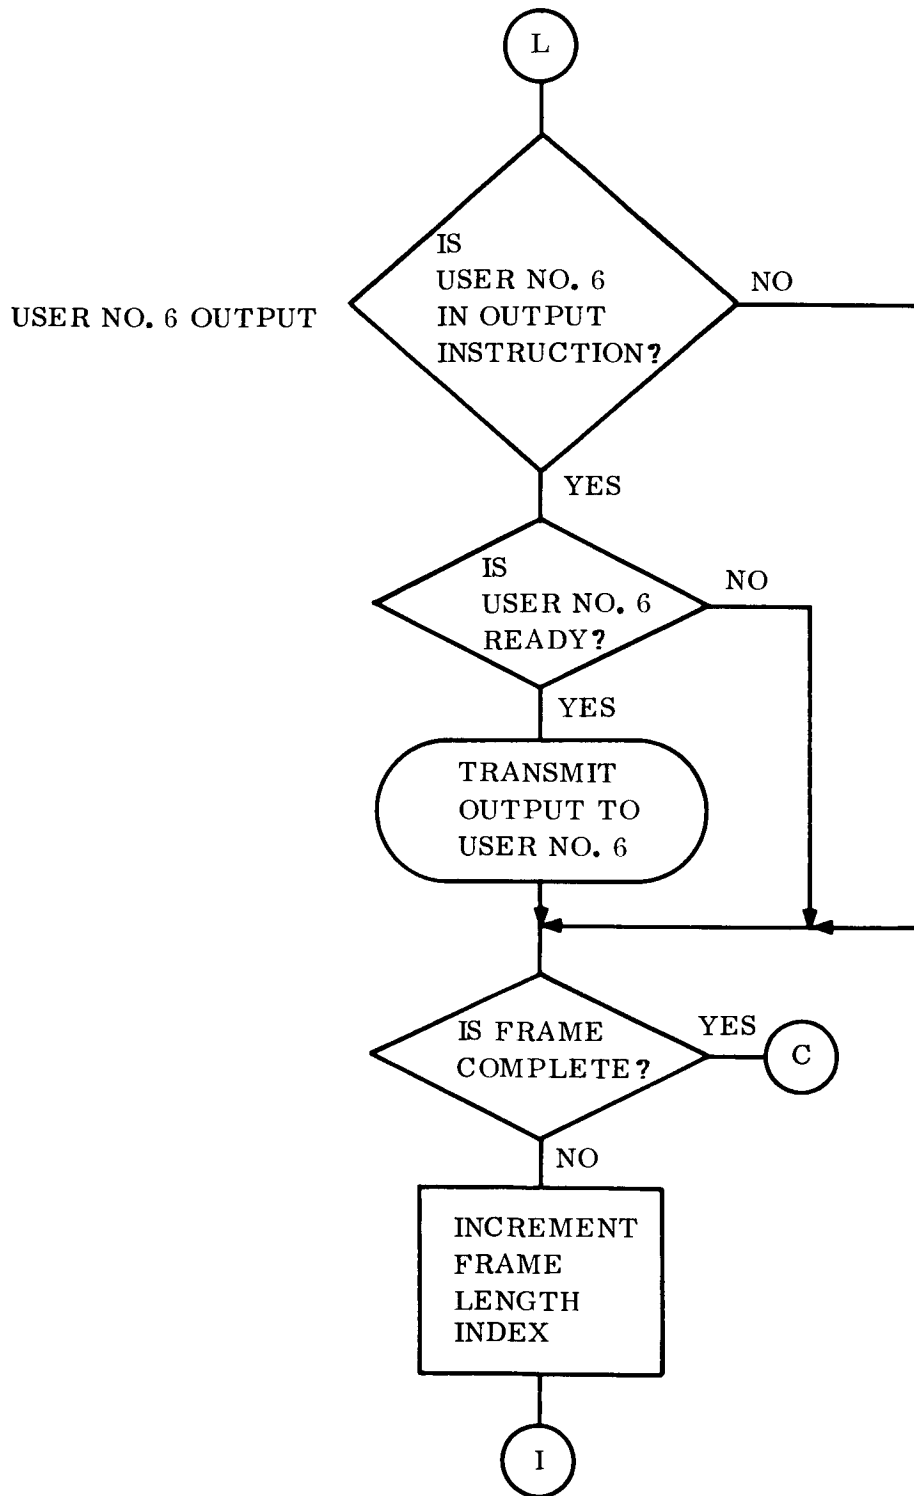 L
IS
USER NO. 6
IN OUTPUT
INSTRUCTION?
NO
USER NO. 6 OUTPUT
YES
IS
USER NO. 6
READY?
NO
YES
TRANSMIT
OUTPUT TO
USER NO. 6
IS FRAME
COMPLETE?
YES
C
NO
INCREMENT
FRAME
LENGTH
INDEX
I